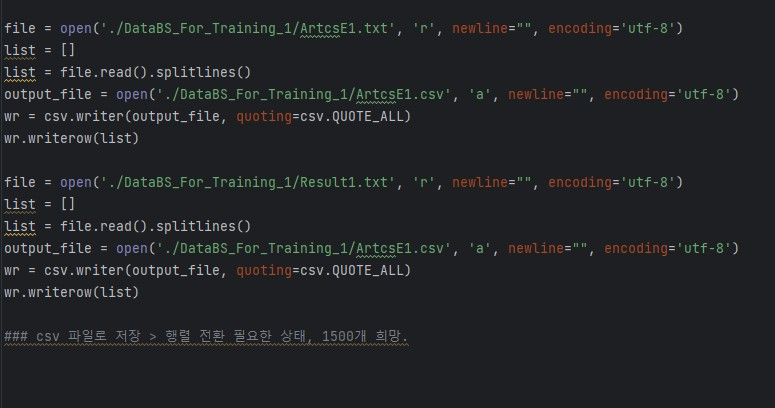 file = open('./DataBS_For_Training_1/ArtcsE1.txt', 'r', newline="", encoding='utf-8')
list = []
list = file.read().splitlines()
output_file = open('./DataBS_For_Training_1/ArtcsE1.csv', 'a', newline="", encoding='utf-8')
wr = csv.writer(output_file, quoting=csv.QUOTE_ALL)
wr.writerow(list)
file = open('./DataBS_For_Training_1/Result1.txt', 'r', newline="", encoding='utf-8')
list = []
list = file.read().splitlines()
output_file = open('./DataBS_For_Training_1/ArtcsE1.csv', 'a', newline="", encoding='utf-8')
wr = csv.writer(output_file, quoting=csv.QUOTE_ALL)
wr.writerow(list)
### csv 파일로 저장 > 행렬 전환 필요한 상태, 1500개 희망.